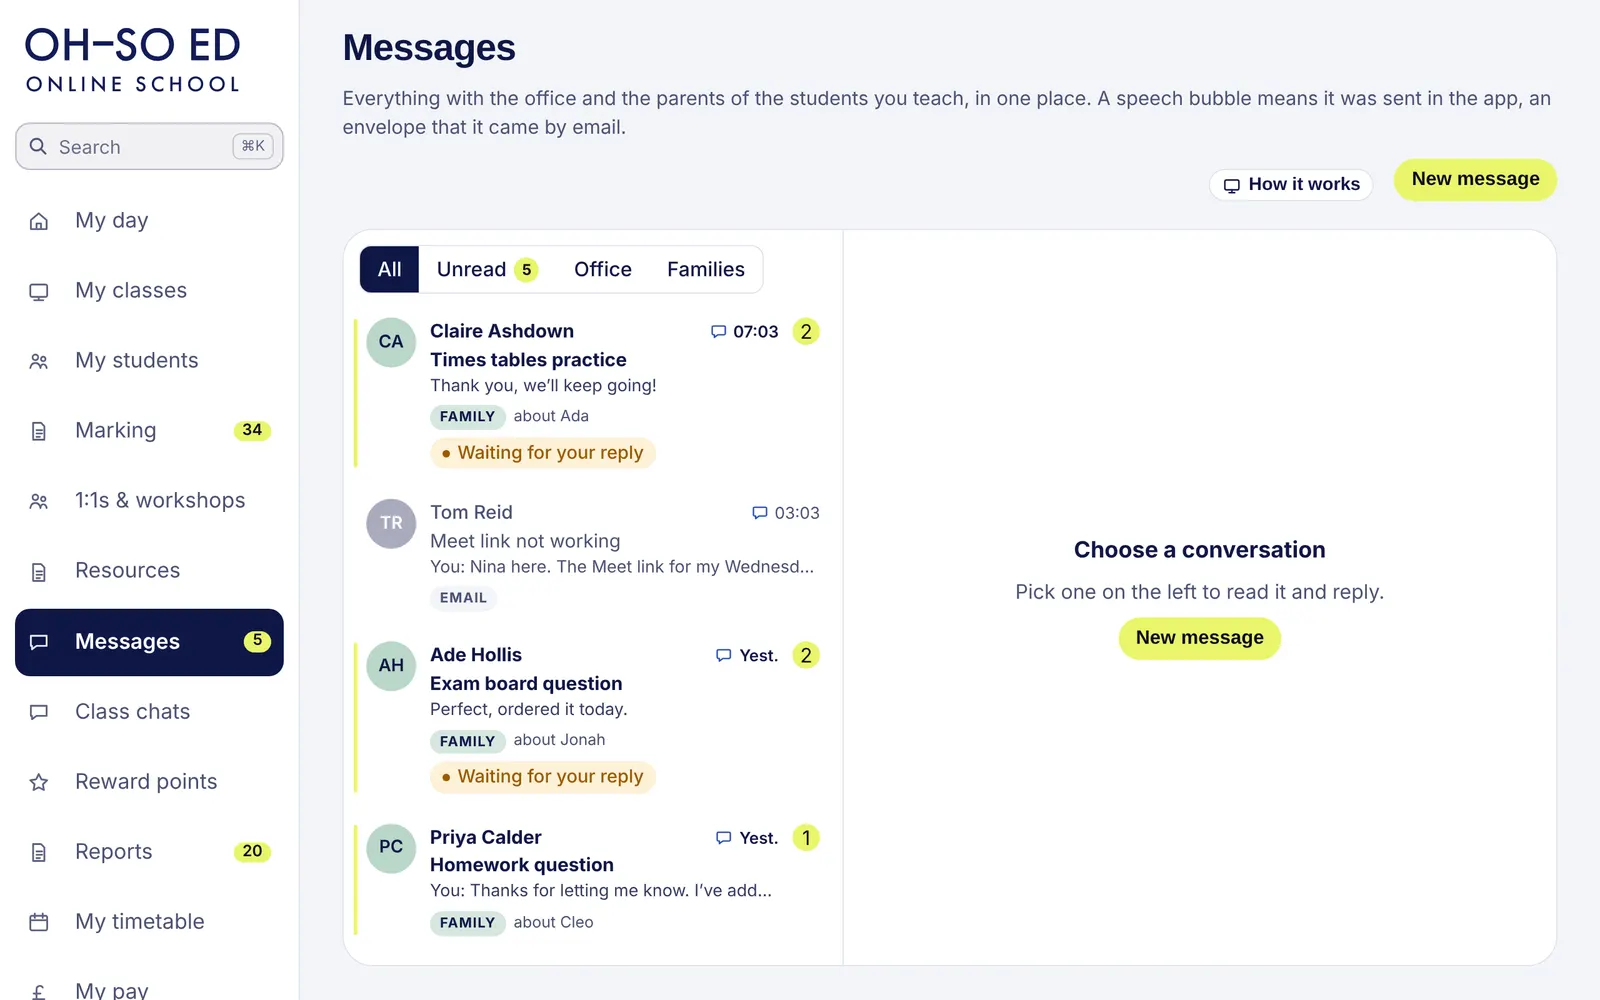 OH-SO ED
ONLINE SCHOOL
Search ⌘K
My day
My classes
My students
Marking 34
1:1s & workshops
Resources
Messages 5
Class chats
Reward points
Reports 20
My timetable
£ My pay
Messages
Everything with the office and the parents of the students you teach, in one place. A speech bubble means it was sent in the app, an
envelope that it came by email.
How it works
New message
All Unread 5 Office Families
CA Claire Ashdown 07:03 2
Times tables practice
Thank you, we’ll keep going!
FAMILY about Ada
• Waiting for your reply
TR Tom Reid 03:03
Meet link not working
You: Nina here. The Meet link for my Wednesd...
EMAIL
AH Ade Hollis Yest. 2
Exam board question
Perfect, ordered it today.
FAMILY about Jonah
• Waiting for your reply
PC Priya Calder Yest. 1
Homework question
You: Thanks for letting me know. I’ve add...
FAMILY about Cleo
Choose a conversation
Pick one on the left to read it and reply.
New message